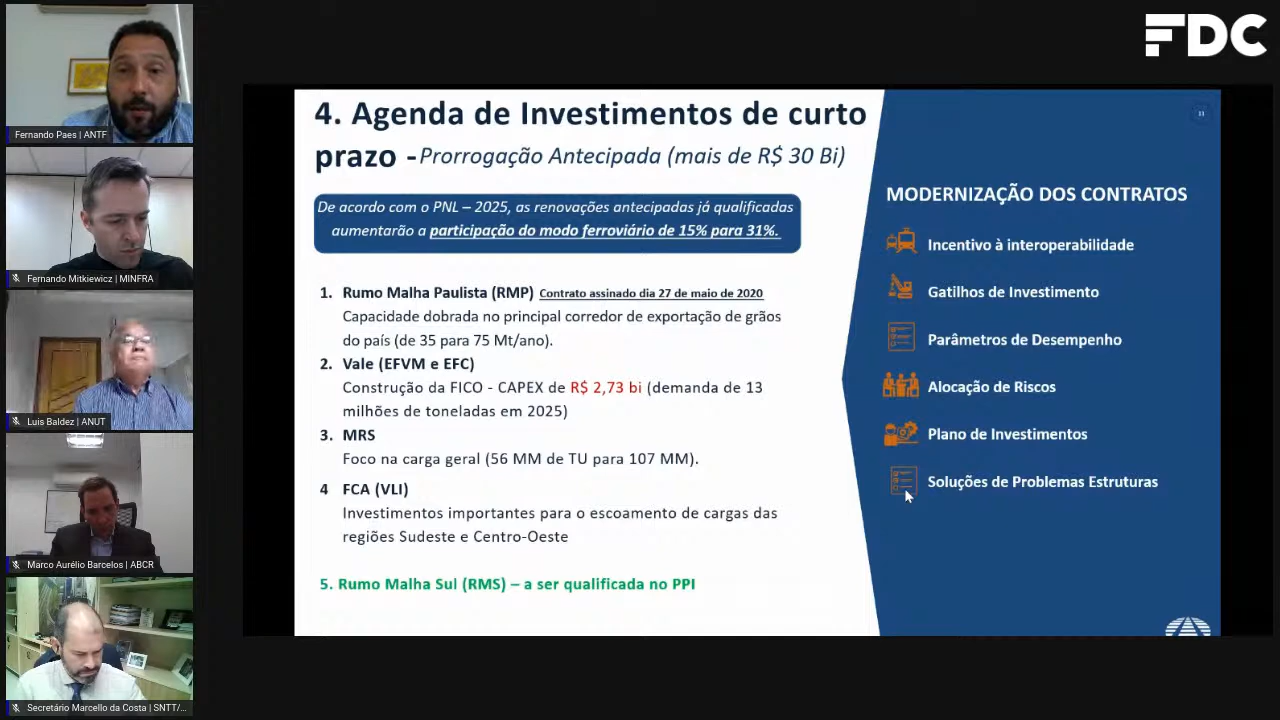 FDC
Fernando Paes | ANTF
Fernando Mitkiewicz | MINFRA
Luis Baldez | ANUT
Marco Aurélio Barcelos | ABCR
Secretário Marcello da Costa | SNTT/...
4. Agenda de Investimentos de curto
prazo - Prorrogação Antecipada (mais de R$ 30 Bi)
De acordo com o PNL – 2025, as renovações antecipadas já qualificadas
aumentarão a participação do modo ferroviário de 15% para 31%.
1. Rumo Malha Paulista (RMP) Contrato assinado dia 27 de maio de 2020
Capacidade dobrada no principal corredor de exportação de grãos
do país (de 35 para 75 Mt/ano).
2. Vale (EFVM e EFC)
Construção da FICO - CAPEX de R$ 2,73 bi (demanda de 13
milhões de toneladas em 2025)
3. MRS
Foco na carga geral (56 MM de TU para 107 MM).
4 FCA (VLI)
Investimentos importantes para o escoamento de cargas das
regiões Sudeste e Centro-Oeste
5. Rumo Malha Sul (RMS) – a ser qualificada no PPI
11
MODERNIZAÇÃO DOS CONTRATOS
Incentivo à interoperabilidade
Gatilhos de Investimento
Parâmetros de Desempenho
Alocação de Riscos
Plano de Investimentos
Soluções de Problemas Estruturas